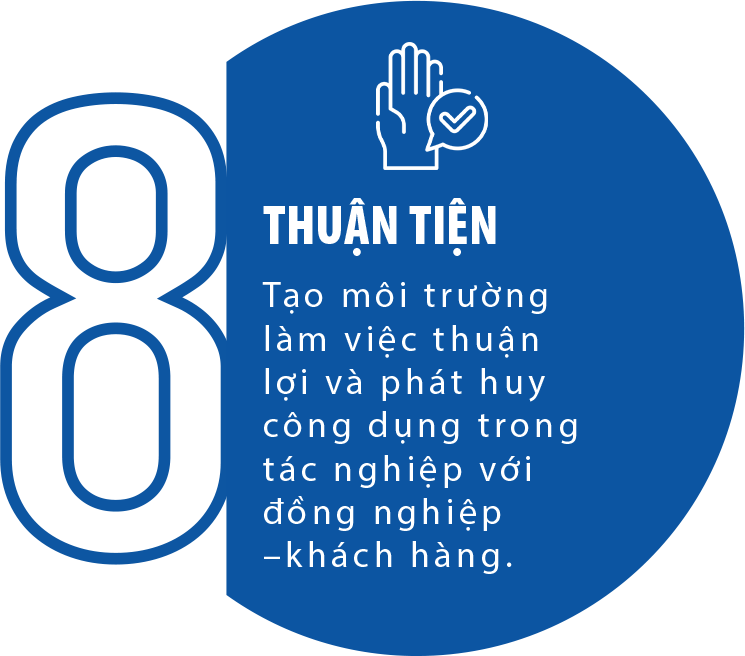 8
THUẬN TIỆN
Tạo môi trường
làm việc thuận
lợi và phát huy
công dụng trong
tác nghiệp với
đồng nghiệp
–khách hàng.